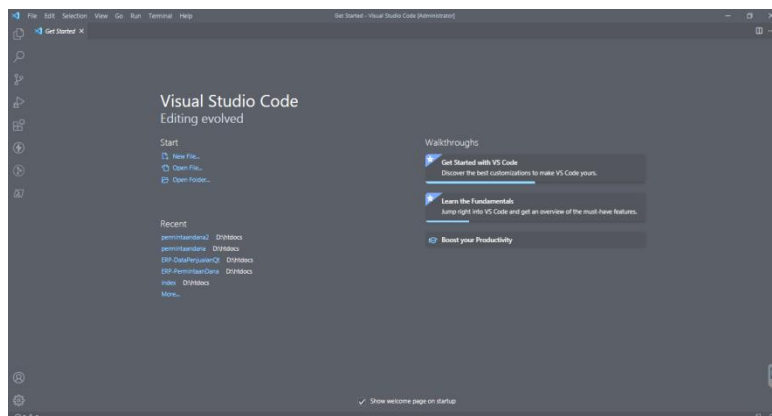 File Edit Selection View Go Run Terminal Help
Get Started - Visual Studio Code [Administrator]
Get Started
Visual Studio Code
Editing evolved
Start
New File...
Open File...
Open Folder...
Recent
permintaandana2 D:\htdocs
permintaandana D:\htdocs
ERP-DataPenjualanQt D:\htdocs
ERP-PermintaanDana D:\htdocs
index D:\htdocs
More...
Walkthroughs
Get Started with VS Code
Discover the best customizations to make VS Code yours.
Learn the Fundamentals
Jump right into VS Code and get an overview of the must-have features.
Boost your Productivity
Show welcome page on startup